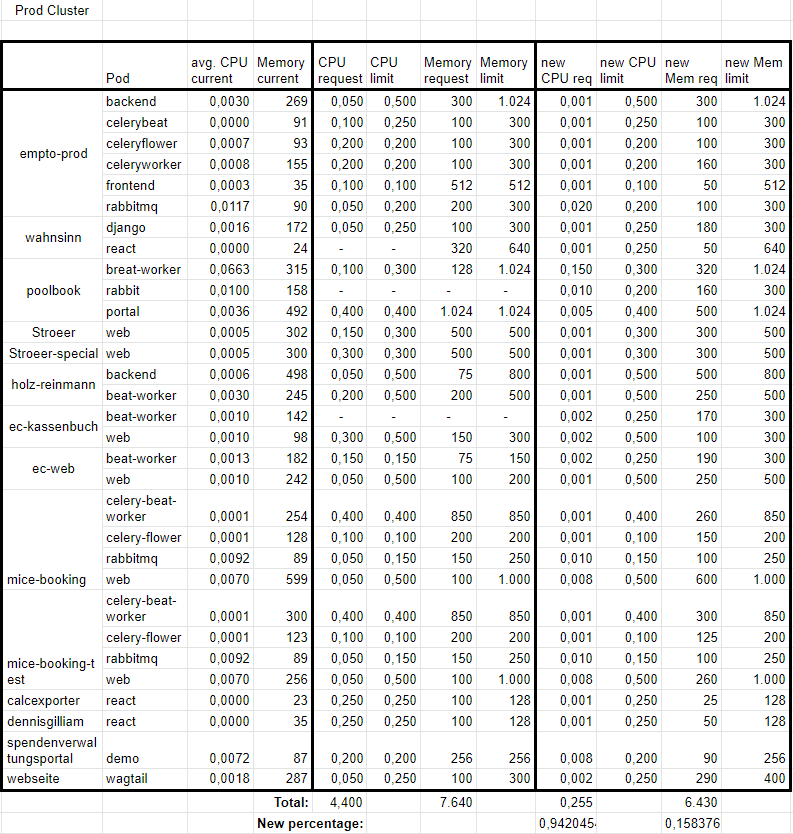 Prod Cluster
Pod avg. CPU current Memory current CPU request CPU limit Memory request Memory limit new CPU req new CPU limit new Mem req new Mem limit
empto-prod
backend 0,0030 269 0,050 0,500 300 1.024 0,001 0,500 300 1.024
celerybeat 0,0000 91 0,100 0,250 100 300 0,001 0,250 100 300
celeryflower 0,0007 93 0,200 0,200 100 300 0,001 0,200 100 300
celeryworker 0,0008 155 0,200 0,200 100 300 0,001 0,200 160 300
frontend 0,0003 35 0,100 0,100 512 512 0,001 0,100 50 512
rabbitmq 0,0117 90 0,050 0,200 200 300 0,020 0,200 100 300
wahnsinn
django 0,0016 172 0,050 0,250 100 300 0,001 0,250 180 300
react 0,0000 24 - - 320 640 0,001 0,250 50 640
poolbook
breat-worker 0,0663 315 0,100 0,300 128 1.024 0,150 0,300 320 1.024
rabbit 0,0100 158 - - - - 0,010 0,200 160 300
portal 0,0036 492 0,400 0,400 1.024 1.024 0,005 0,400 500 1.024
Stroeer web 0,0005 302 0,150 0,300 500 500 0,001 0,300 300 500
Stroeer-special web 0,0005 300 0,300 0,300 500 500 0,001 0,300 300 500
holz-reinmann
backend 0,0006 498 0,050 0,500 75 800 0,001 0,500 500 800
beat-worker 0,0030 245 0,200 0,500 200 500 0,001 0,500 250 500
ec-kassenbuch
beat-worker 0,0010 142 - - - - 0,002 0,250 170 300
web 0,0010 98 0,300 0,500 150 300 0,002 0,500 100 300
ec-web
beat-worker 0,0013 182 0,150 0,150 75 150 0,002 0,250 190 300
web 0,0010 242 0,050 0,500 100 200 0,001 0,500 250 500
mice-booking
celery-beat-
worker 0,0001 254 0,400 0,400 850 850 0,001 0,400 260 850
celery-flower 0,0001 128 0,100 0,100 200 200 0,001 0,100 150 200
rabbitmq 0,0092 89 0,050 0,150 150 250 0,010 0,150 100 250
web 0,0070 599 0,050 0,500 100 1.000 0,008 0,500 600 1.000
mice-booking-t
est
celery-beat-
worker 0,0001 300 0,400 0,400 850 850 0,001 0,400 300 850
celery-flower 0,0001 123 0,100 0,100 200 200 0,001 0,100 125 200
rabbitmq 0,0092 89 0,050 0,150 150 250 0,010 0,150 100 250
web 0,0070 256 0,050 0,500 100 1.000 0,008 0,500 260 1.000
calcexporter react 0,0000 23 0,250 0,250 100 128 0,001 0,250 25 128
dennisgilliam react 0,0000 35 0,250 0,250 100 128 0,001 0,250 50 128
spendenverwal
tungsportal demo 0,0072 87 0,200 0,200 256 256 0,008 0,200 90 256
webseite wagtail 0,0018 287 0,050 0,250 100 300 0,002 0,250 290 400
Total: 4,400 7.640 0,255 6.430
New percentage: 0,942045 0,158376